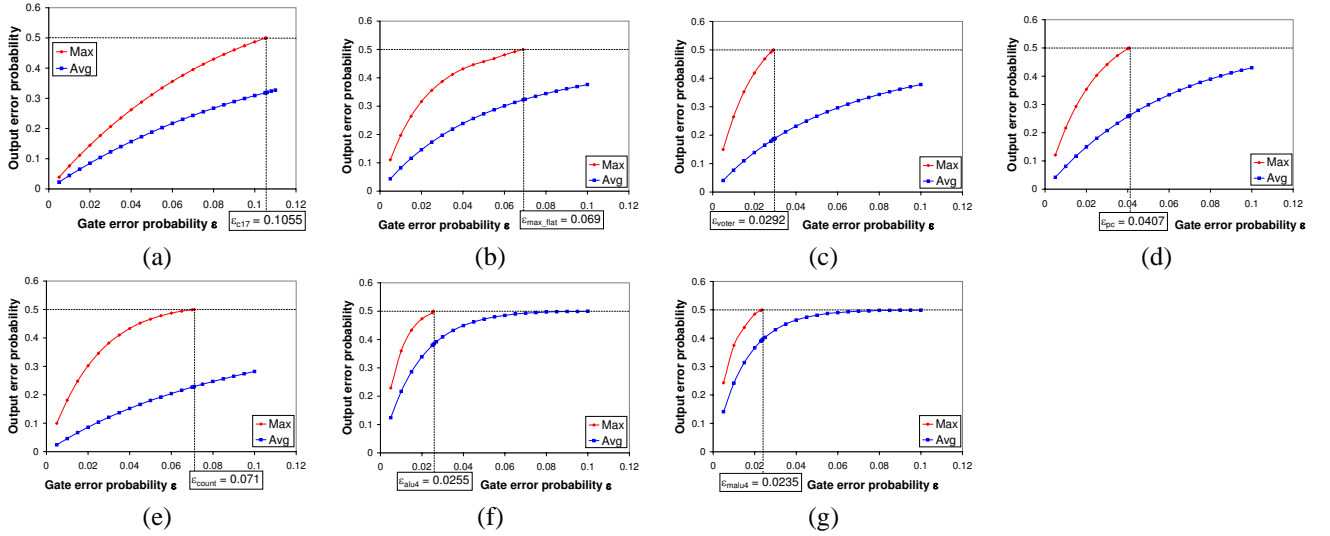 0.6
0.5
0.4
0.3
0.2
0.1
0
Output error probability
Max
Avg
0 0.02 0.04 0.06 0.08 0.1 0.12
Gate error probability ε
εc17 = 0.1055
(a)
0.6
0.5
0.4
0.3
0.2
0.1
0
Output error probability
Max
Avg
0 0.02 0.04 0.06 0.08 0.1 0.12
Gate error probability ε
εmax_flat = 0.069
(b)
0.6
0.5
0.4
0.3
0.2
0.1
0
Output error probability
Max
Avg
0 0.02 0.04 0.06 0.08 0.1 0.12
εvoter = 0.0292
Gate error probability ε
(c)
0.6
0.5
0.4
0.3
0.2
0.1
0
Output error probability
Max
Avg
0 0.02 0.04 0.06 0.08 0.1 0.12
εpc = 0.0407
Gate error probability ε
(d)
0.6
0.5
0.4
0.3
0.2
0.1
0
Output error probability
Max
Avg
0 0.02 0.04 0.06 0.08 0.1 0.12
Gate error probability ε
εcount = 0.071
(e)
0.6
0.5
0.4
0.3
0.2
0.1
0
Output error probability
Max
Avg
0 0.02 0.04 0.06 0.08 0.1 0.12
εalu4 = 0.0255
Gate error probability ε
(f)
0.6
0.5
0.4
0.3
0.2
0.1
0
Output error probability
Max
Avg
0 0.02 0.04 0.06 0.08 0.1 0.12
εmalu4 = 0.0235
Gate error probability ε
(g)